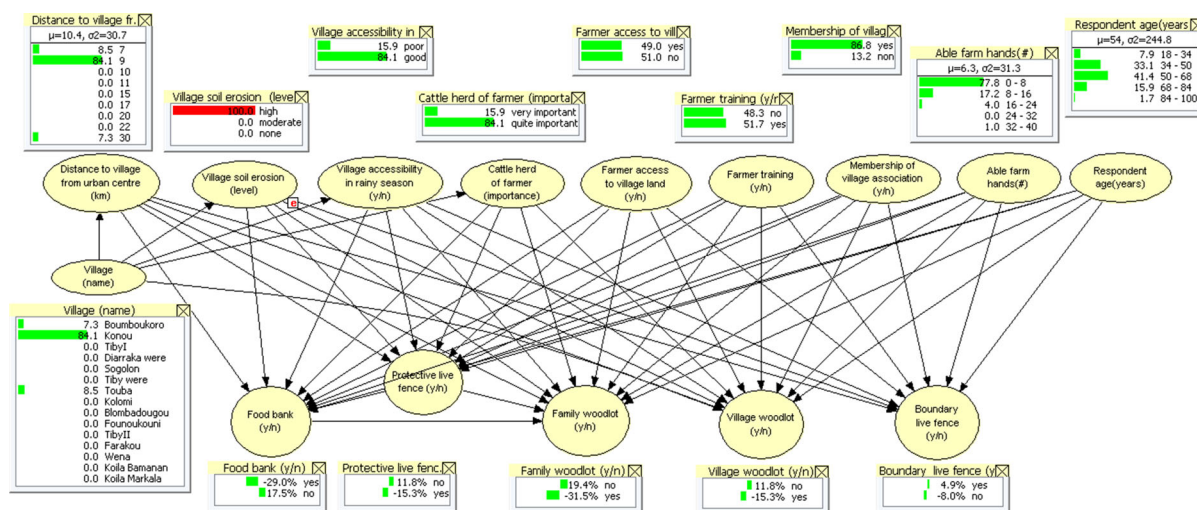 Distance to village fr.
μ=10.4, σ2=30.7
8.5 7
84.1 9
0.0 10
0.0 11
0.0 15
0.0 17
0.0 20
0.0 22
7.3 30
Village accessibility in
15.9 poor
84.1 good
Farmer access to vill
49.0 yes
51.0 no
Membership of villag
86.8 yes
13.2 non
Able farm hands(#)
μ=6.3, σ2=31.3
77.8 0 - 8
17.2 8 - 16
4.0 16 - 24
0.0 24 - 32
1.0 32 - 40
Respondent age(years
μ=54, σ2=244.8
7.9 18 - 34
33.1 34 - 50
41.4 50 - 68
15.9 68 - 84
1.7 84 - 100
Village soil erosion (leve
100.0 high
0.0 moderate
0.0 none
Cattle herd of farmer (importa
15.9 very important
84.1 quite important
Farmer training (y/r
48.3 no
51.7 yes
Distance to village
from urban centre
(km)
Village soil erosion
(level)
e
Village accessibility
in rainy season
(y/n)
Cattle herd
of farmer
(importance)
Farmer access
to village land
(y/n)
Farmer training
(y/n)
Membership of
village association
(y/n)
Able farm
hands(#)
Respondent
age(years)
Village
(name)
Village (name)
7.3 Boumboukoro
84.1 Konou
0.0 TibyI
0.0 Diarraka were
0.0 Sogolon
0.0 Tiby were
8.5 Touba
0.0 Kolomi
0.0 Blombadougou
0.0 Founoukouni
0.0 TibyII
0.0 Farakou
0.0 Wena
0.0 Koila Bamanan
0.0 Koila Markala
Food bank
(y/n)
Protective live
fence (y/n)
Family woodlot
(y/n)
Village woodlot
(y/n)
Boundary
live fence
(y/n)
Food bank (y/n)
-29.0% yes
17.5% no
Protective live fenc.
11.8% no
-15.3% yes
Family woodlot (y/n)
19.4% no
-31.5% yes
Village woodlot (y/n)
11.8% no
-15.3% yes
Boundary live fence (y
4.9% yes
-8.0% no